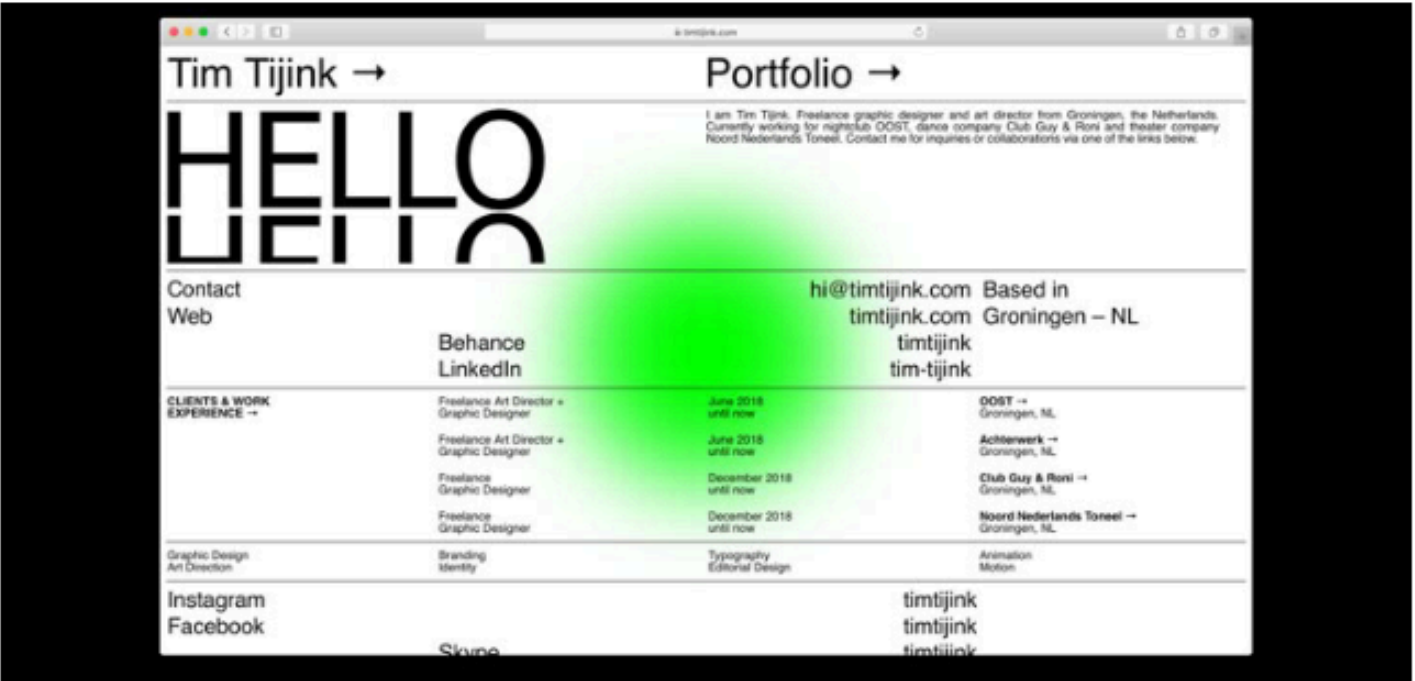 timtijink.com
Tim Tijink → Portfolio →
HELLO
I am Tim Tijink. Freelance graphic designer and art director from Groningen, the Netherlands.
Currently working for nightclub OOST, dance company Club Guy & Roni and theater company
Noord Nederlands Toneel. Contact me for inquiries or collaborations via one of the links below.
HELLO
Contact hi@timtijink.com Based in
Web timtijink.com Groningen – NL
Behance timtijink
LinkedIn tim-tijink
CLIENTS & WORK Freelance Art Director + June 2018 OOST →
EXPERIENCE → Graphic Designer until now Groningen, NL
Freelance Art Director + June 2018 Achterwerk →
Graphic Designer until now Groningen, NL
Freelance December 2018 Club Guy & Roni →
Graphic Designer until now Groningen, NL
Freelance December 2018 Noord Nederlands Toneel →
Graphic Designer until now Groningen, NL
Graphic Design Branding Typography Animation
Art Direction Identity Editorial Design Motion
Instagram timtijink
Facebook timtijink
Skype timtijink